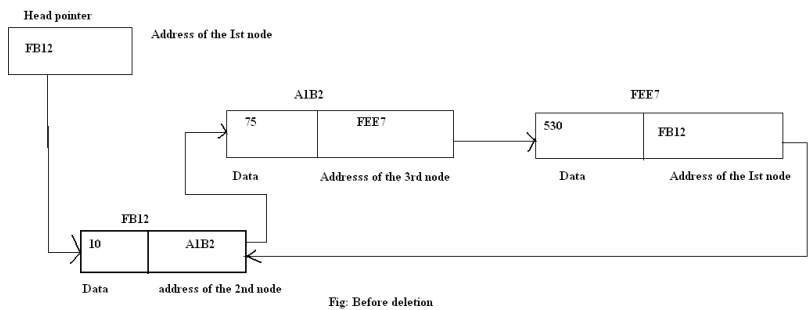 Head pointer
FB12
Address of the Ist node
A1B2
75
FEE7
Data
Addresss of the 3rd node
FEE7
530
FB12
Data
Address of the Ist node
FB12
10
A1B2
Data
address of the 2nd node
Fig: Before deletion